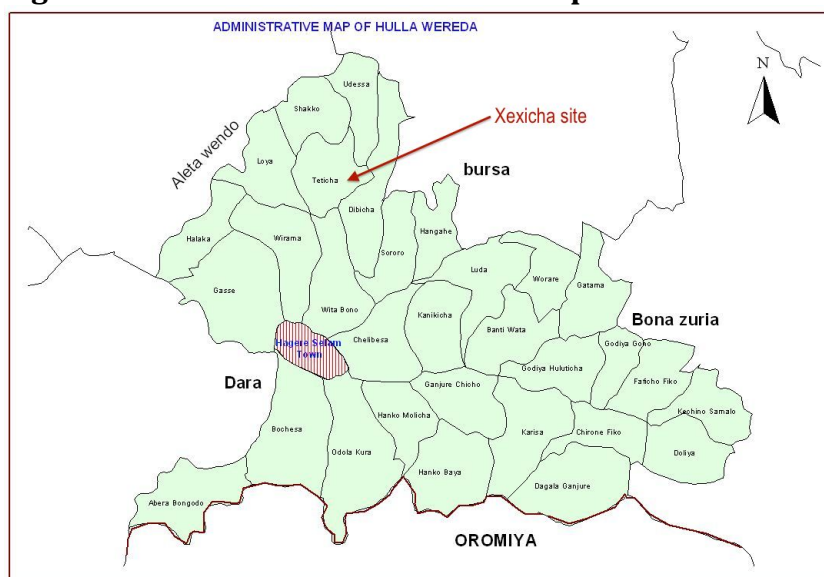 ADMINISTRATIVE MAP OF HULLA WEREDA
N
Udessa
Shakko
Xexicha site
Aleta wendo
Loya
Teticha
bursa
Dibicha
Hangahe
Halaka
Wirama
Sororo
Luda
Worare
Gatama
Gasse
Wita Bono
Kanikicha
Banti Wata
Bona zuria
Chelibesa
Hagere Selam
Town
Godiya Goho
Godiya Huluticha
Faticho Fiko
Dara
Ganjure Chicho
Kechino Samalo
Hanko Molicha
Bochesa
Karisa
Chirone Fiko
Odola Kura
Doliya
Hanko Baya
Dagala Ganjure
Abera Bongodo
OROMIYA